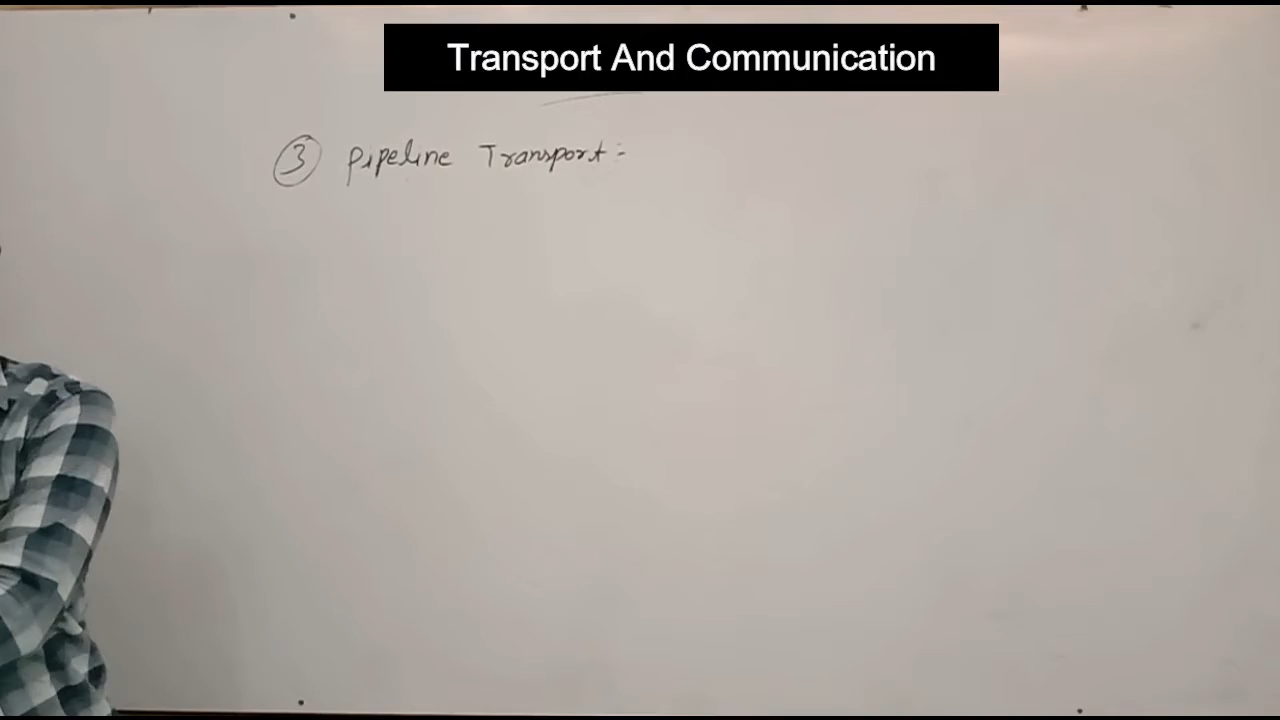 Transport And Communication
③ Pipeline Transport :-